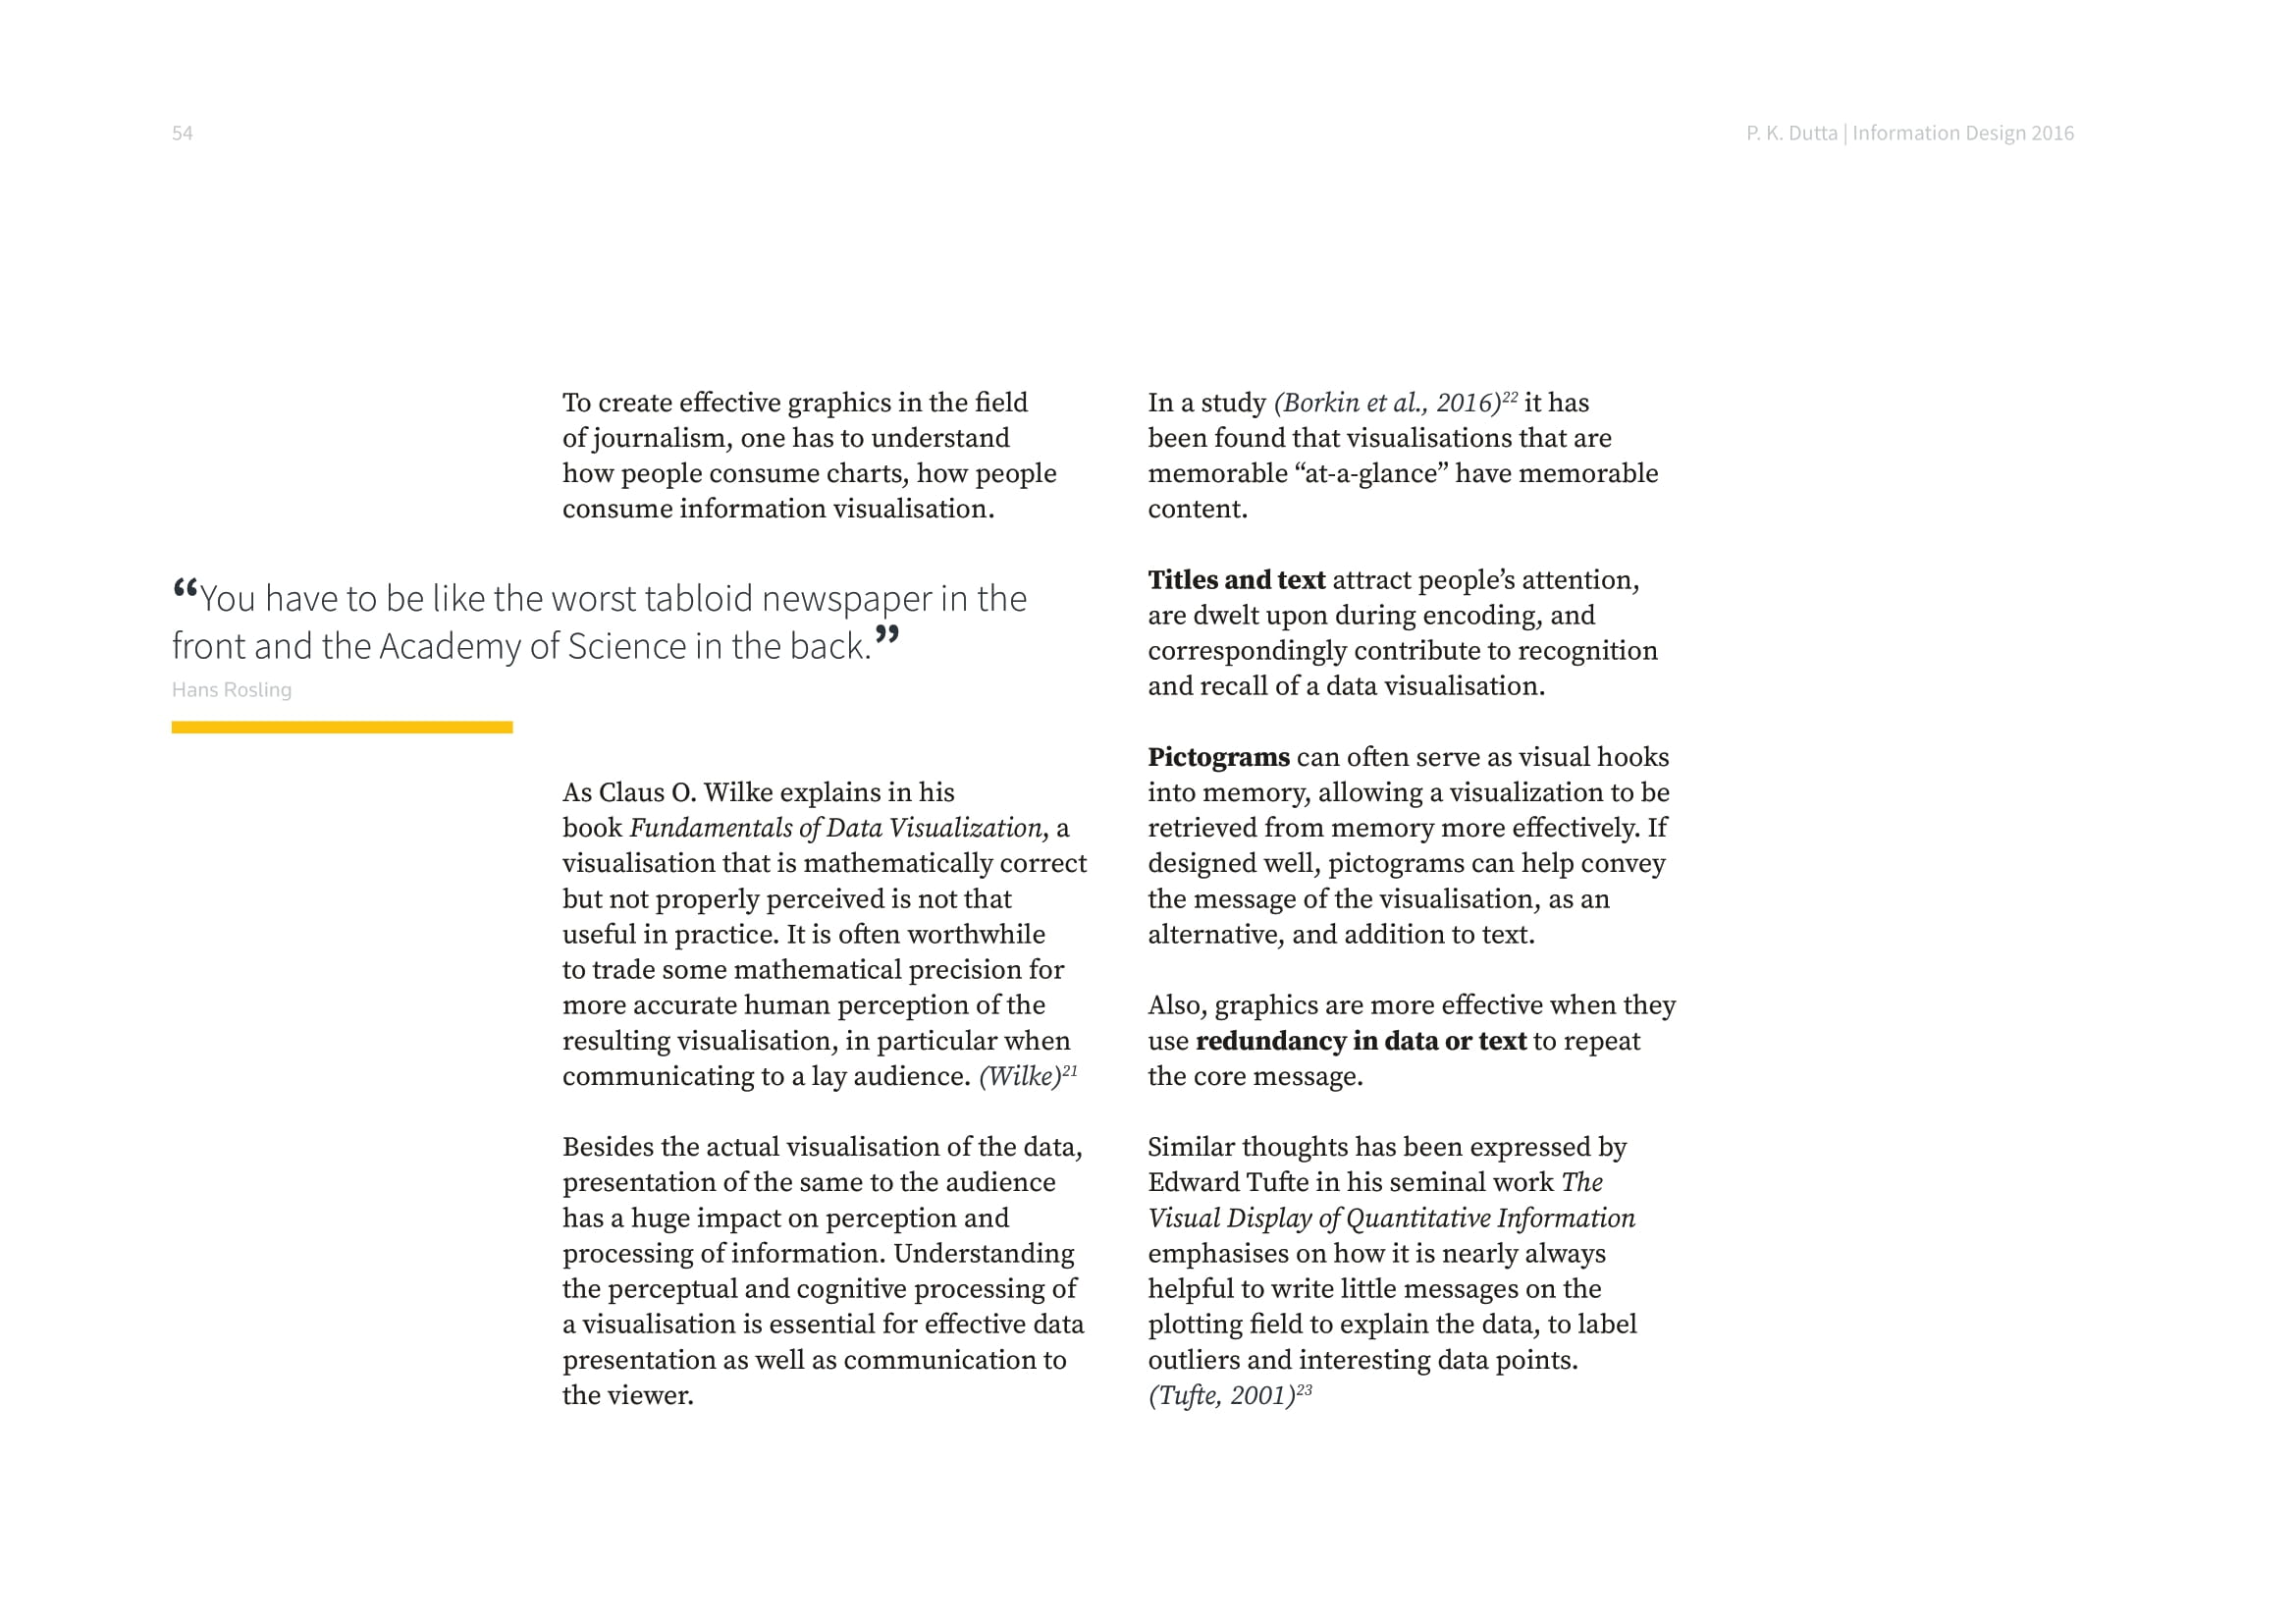 54
P. K. Dutta | Information Design 2016
To create effective graphics in the field
of journalism, one has to understand
how people consume charts, how people
consume information visualisation.
“You have to be like the worst tabloid newspaper in the
front and the Academy of Science in the back.”
Hans Rosling
As Claus O. Wilke explains in his
book Fundamentals of Data Visualization, a
visualisation that is mathematically correct
but not properly perceived is not that
useful in practice. It is often worthwhile
to trade some mathematical precision for
more accurate human perception of the
resulting visualisation, in particular when
communicating to a lay audience. (Wilke)21
Besides the actual visualisation of the data,
presentation of the same to the audience
has a huge impact on perception and
processing of information. Understanding
the perceptual and cognitive processing of
a visualisation is essential for effective data
presentation as well as communication to
the viewer.
In a study (Borkin et al., 2016)22 it has
been found that visualisations that are
memorable “at-a-glance” have memorable
content.
Titles and text attract people’s attention,
are dwelt upon during encoding, and
correspondingly contribute to recognition
and recall of a data visualisation.
Pictograms can often serve as visual hooks
into memory, allowing a visualization to be
retrieved from memory more effectively. If
designed well, pictograms can help convey
the message of the visualisation, as an
alternative, and addition to text.
Also, graphics are more effective when they
use redundancy in data or text to repeat
the core message.
Similar thoughts has been expressed by
Edward Tufte in his seminal work The
Visual Display of Quantitative Information
emphasises on how it is nearly always
helpful to write little messages on the
plotting field to explain the data, to label
outliers and interesting data points.
(Tufte, 2001)23